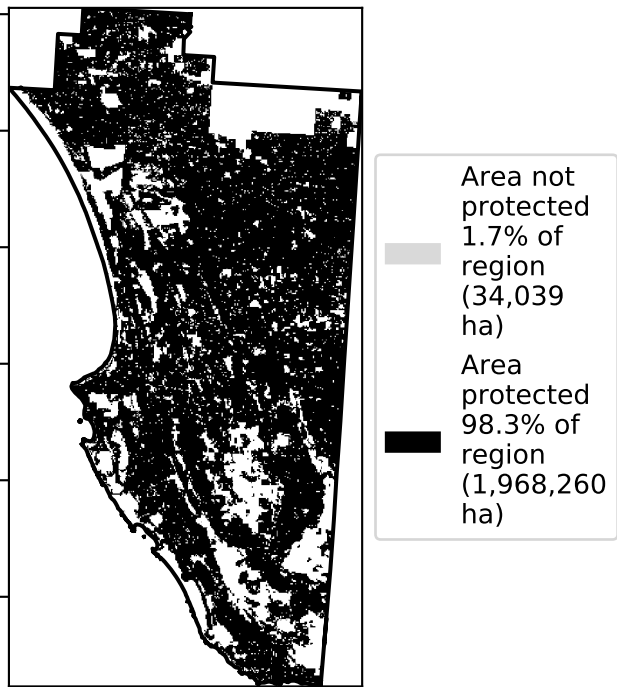 Area not
protected
1.7% of
region
(34,039
ha)
Area
protected
98.3% of
region
(1,968,260
ha)